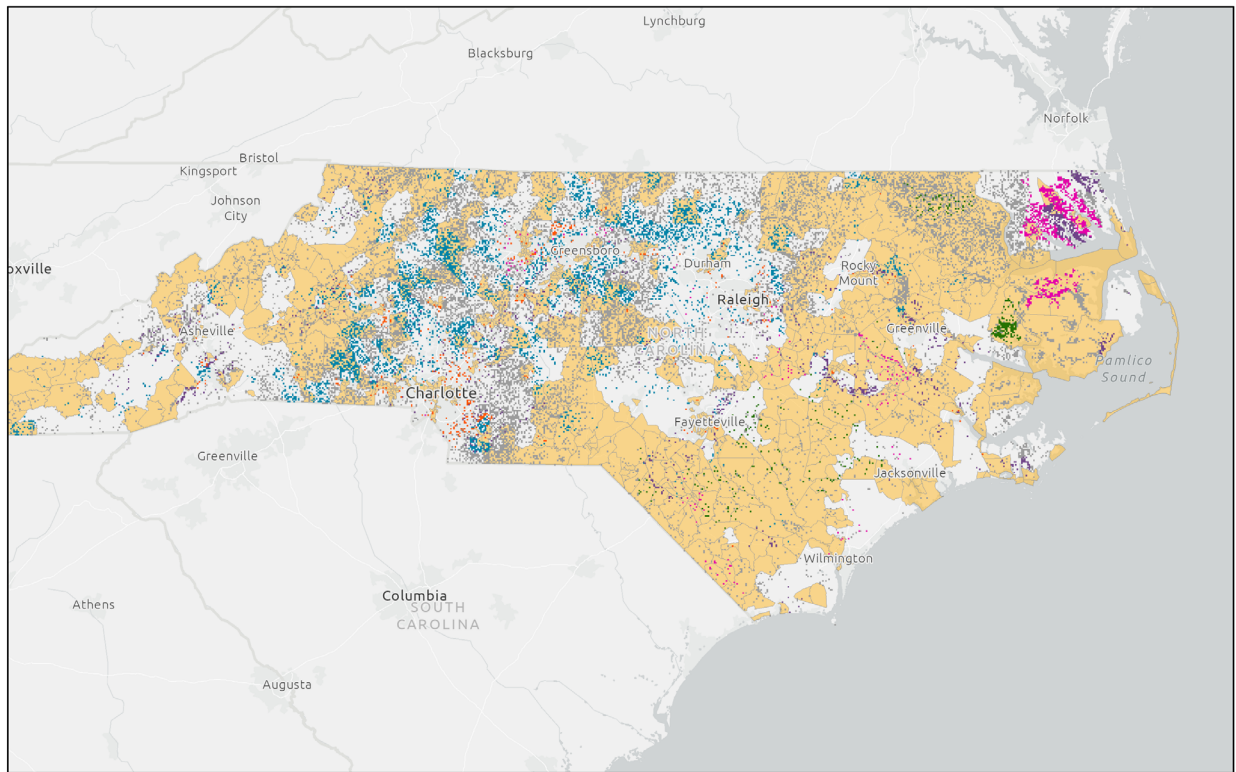 Lynchburg
Blacksburg
Norfolk
Bristol
Kingsport
Johnson
City
Greensboro
Durham
oxville
Rocky
Mount
Raleigh
Asheville
NORTH
CAROLINA
Greenville
Pamlico
Sound
Charlotte
Fayetteville
Greenville
Jacksonville
Wilmington
Columbia
SOUTH
CAROLINA
Athens
Augusta